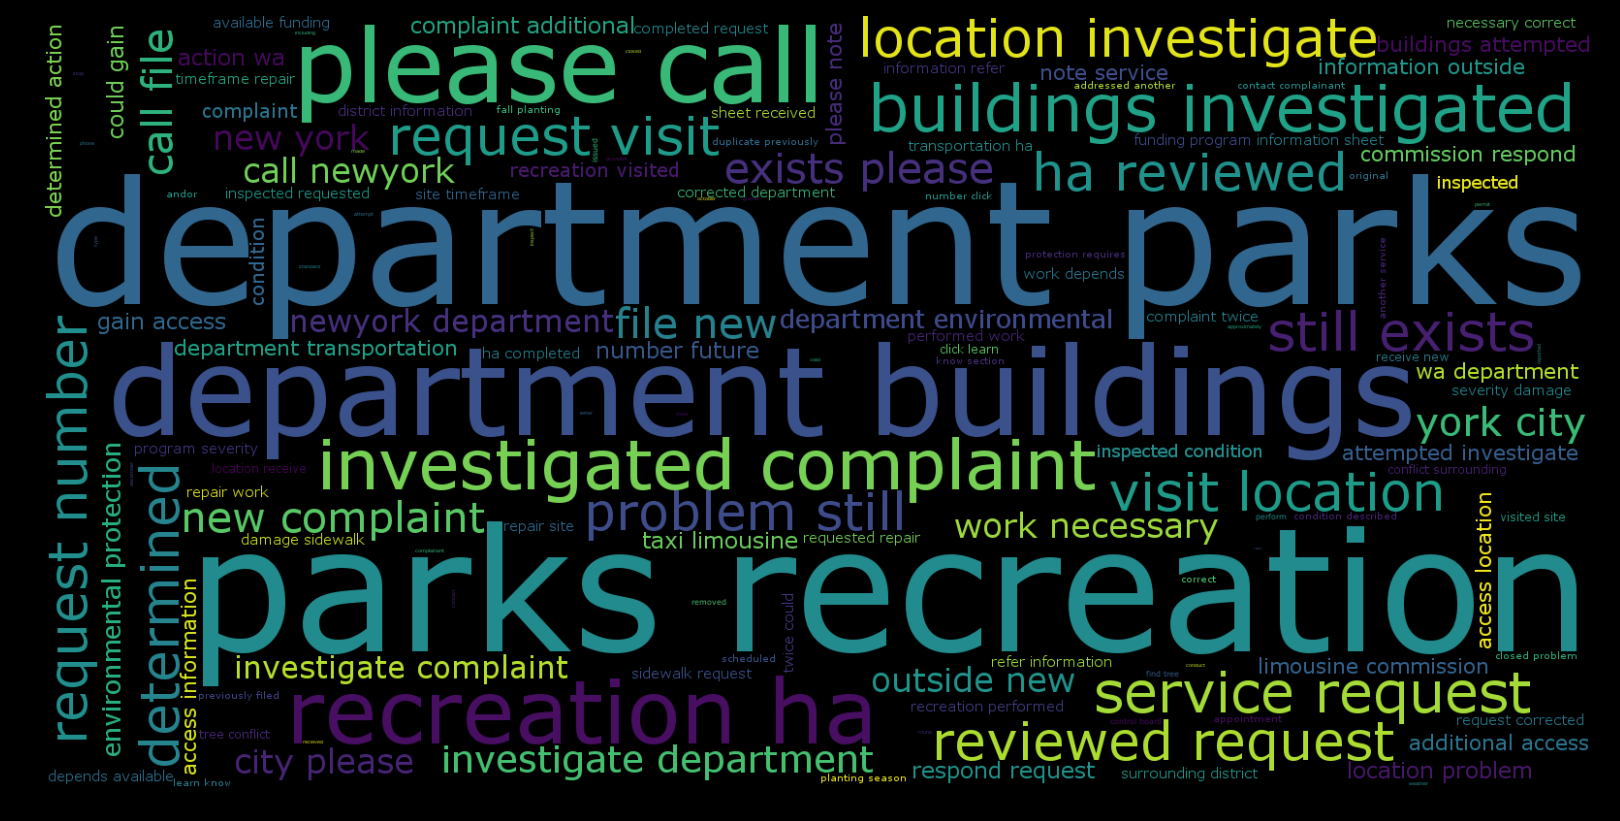 available funding
complaint additional
completed request
location investigate
necessary correct
determined action
could gain
call file
action wa
please call
please note
buildings attempted
information refer
note service
information outside
timeframe repair
complaint
district information
fall planting
sheet received
addressed another
contact complainant
buildings investigated
new york
request visit
issued
duplicate previously
transportation ha
funding program
information sheet
call newyork
recreation visited
exists please
ha reviewed
commission respond
original
inspected
andor
inspected requested
site timeframe
corrected department
number click
department parks
condition
protection requires
work depends
another service
gain access
newyork department
file new
department environmental
complaint twice
still exists
performed work
department transportation
ha completed
number future
click learn
know section
receive new
wa department
severity damage
request number
department buildings
york city
program severity
investigated complaint
inspected condition
attempted investigate
location receive
conflict surrounding
environmental protection
determined
repair work
new complaint
repair site
problem still
visit location
work necessary
perform
condition described
visited site
damage sidewalk
taxi limousine
requested repair
access location
parks recreation
correct
removed
access information
twice could
scheduled
closed problem
investigate complaint
sidewalk request
refer information
limousine commission
find tree
previously filed
recreation ha
outside new
service request
recreation performed
control board
appointment
request corrected
tree conflict
reviewed request
additional access
city please
investigate department
depends available
learn know
planting season
respond request
surrounding district
location problem